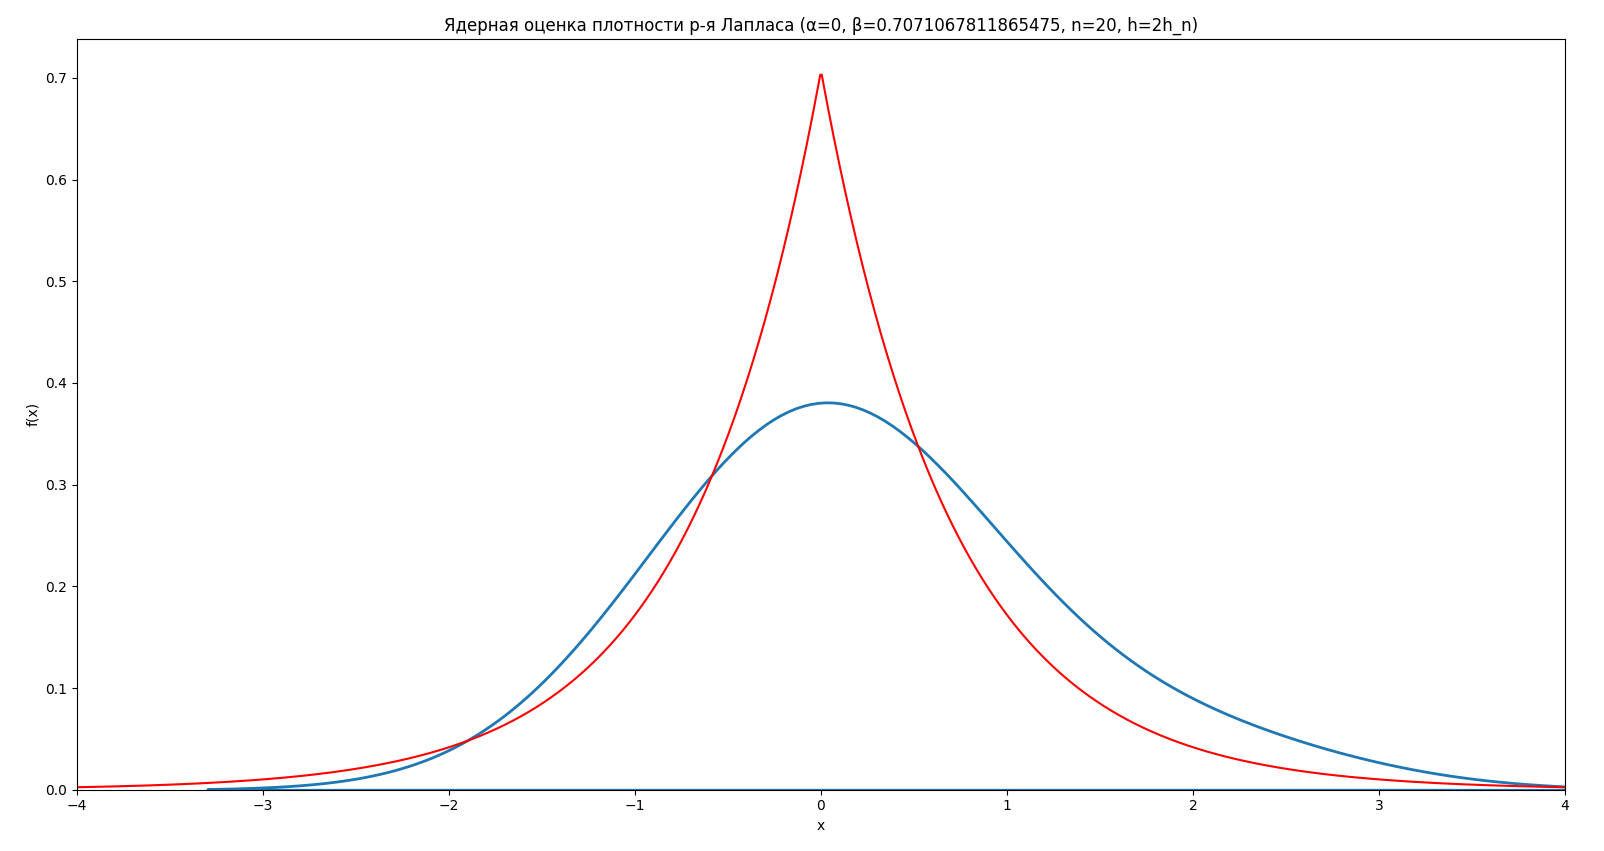 Ядерная оценка плотности р-я Лапласа (α=0, β=0.7071067811865475, n=20, h=2h_n)
0.7
0.6
0.5
0.4
0.3
0.2
0.1
0.0
f(x)
−4 −3 −2 −1 0 1 2 3 4
x